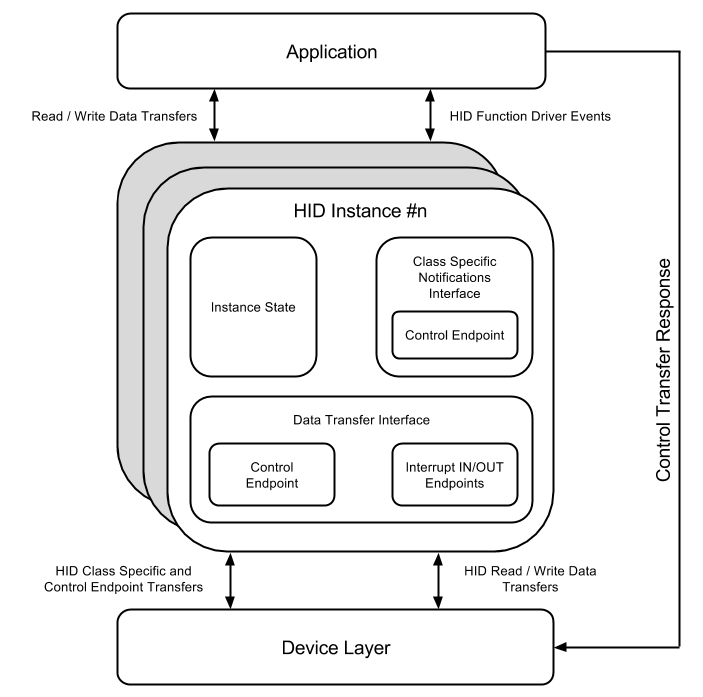 Application
Read / Write Data Transfers
HID Function Driver Events
HID Instance #n
Instance State
Class Specific
Notifications
Interface
Control Endpoint
Data Transfer Interface
Control
Endpoint
Interrupt IN/OUT
Endpoints
Control Transfer Response
HID Class Specific and
Control Endpoint Transfers
HID Read / Write Data
Transfers
Device Layer